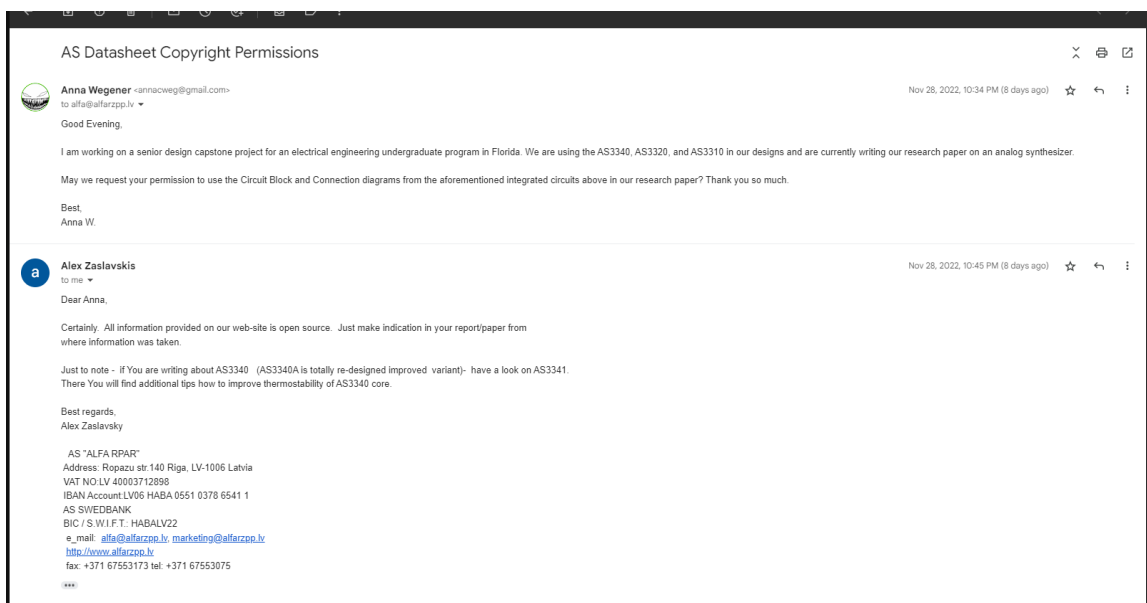 AS Datasheet Copyright Permissions
Anna Wegener <annacweg@gmail.com>
Nov 28, 2022, 10:34 PM (8 days ago)
to alfa@alfarzpp.lv
Good Evening,
I am working on a senior design capstone project for an electrical engineering undergraduate program in Florida. We are using the AS3340, AS3320, and AS3310 in our designs and are currently writing our research paper on an analog synthesizer.
May we request your permission to use the Circuit Block and Connection diagrams from the aforementioned integrated circuits above in our research paper? Thank you so much.
Best,
Anna W.
a
Alex Zaslavskis
Nov 28, 2022, 10:45 PM (8 days ago)
to me
Dear Anna,
Certainly. All information provided on our web-site is open source. Just make indication in your report/paper from
where information was taken.
Just to note - if You are writing about AS3340 (AS3340A is totally re-designed improved variant)- have a look on AS3341.
There You will find additional tips how to improve thermostability of AS3340 core.
Best regards,
Alex Zaslavsky
AS "ALFA RPAR"
Address: Ropazu str.140 Riga, LV-1006 Latvia
VAT NO:LV 40003712898
IBAN Account:LV06 HABA 0551 0378 6541 1
AS SWEDBANK
BIC / S.W.I.F.T.: HABALV22
e_mail: alfa@alfarzpp.lv, marketing@alfarzpp.lv
http://www.alfarzpp.lv
fax: +371 67553173 tel: +371 67553075